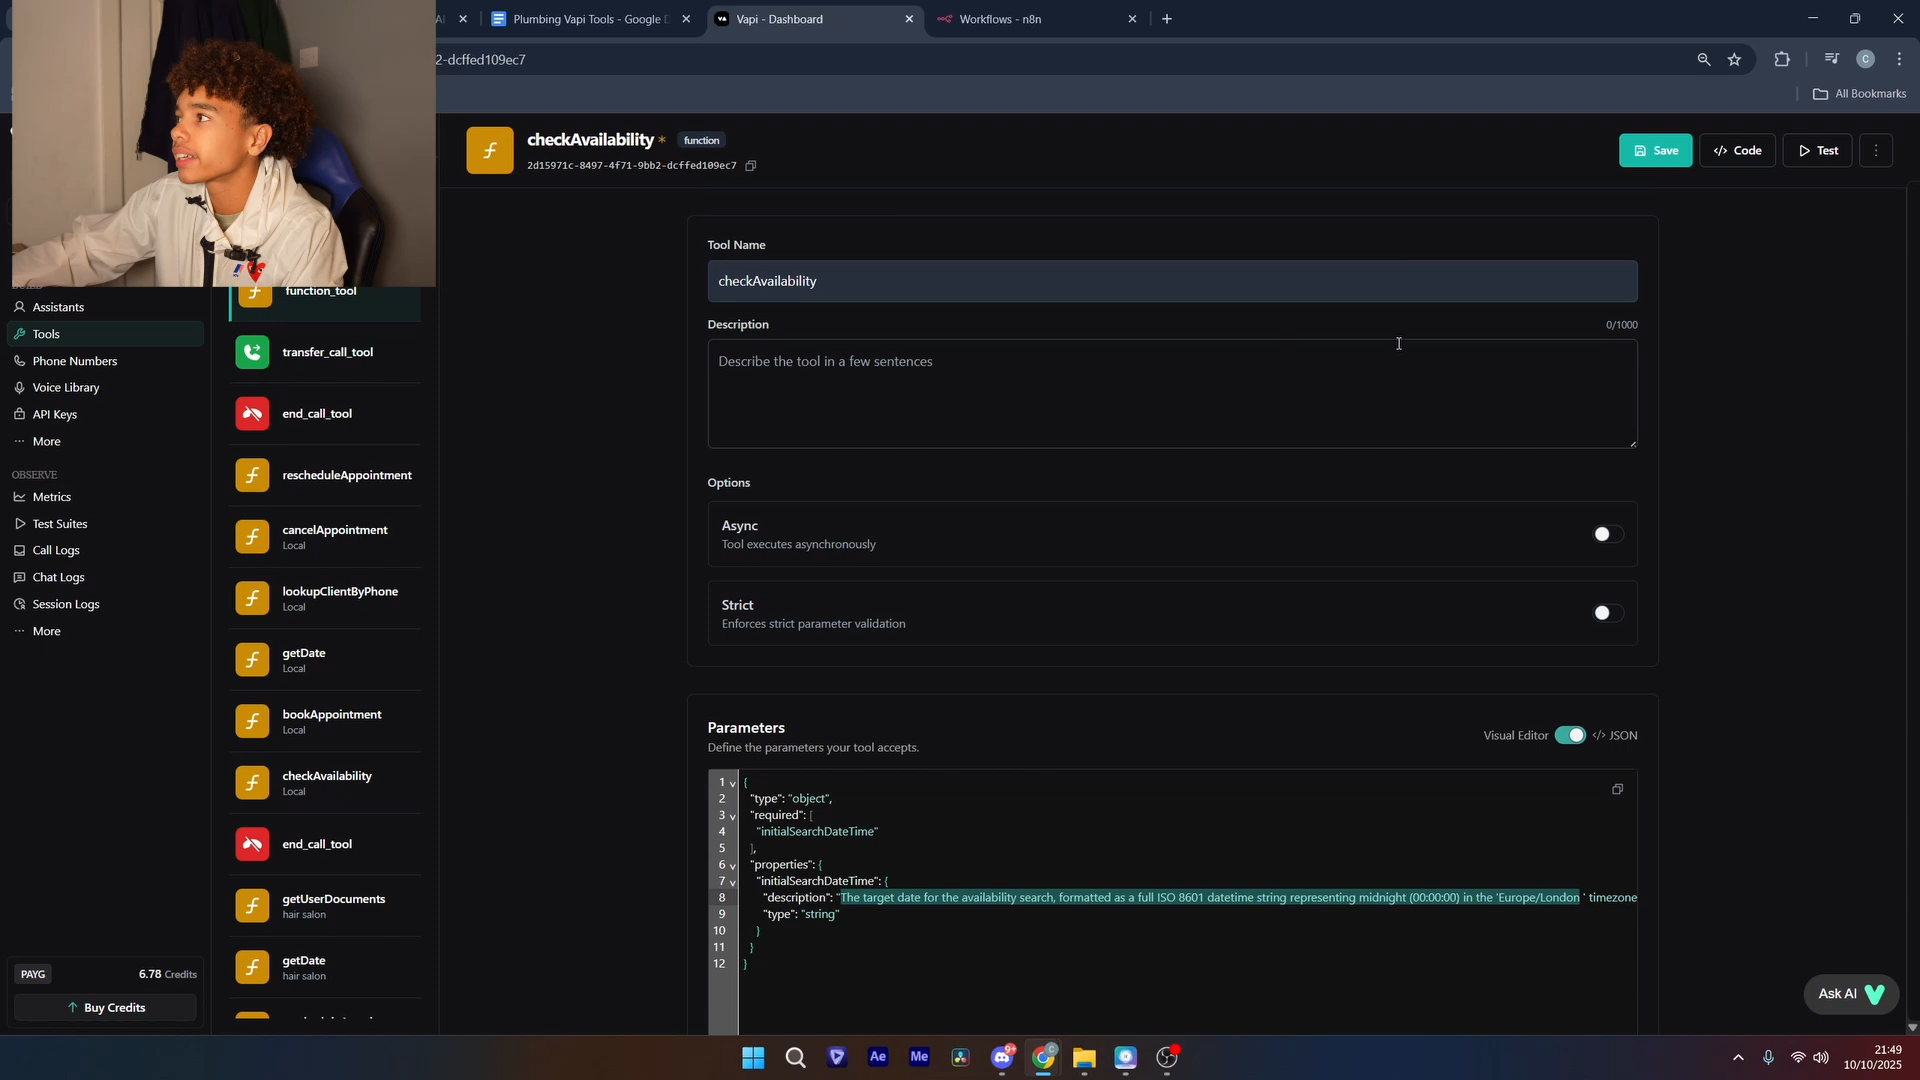 AI
Plumbing Vapi Tools - Google D
Vapi - Dashboard
Workflows - n8n
2-dcffed109ec7
All Bookmarks
checkAvailability *
function
2d15971c-8497-4f71-9bb2-dcffed109ec7
Save
</> Code
Test
Assistants
Tools
Phone Numbers
Voice Library
API Keys
More
OBSERVE
Metrics
Test Suites
Call Logs
Chat Logs
Session Logs
More
PAYG
6.78 Credits
Buy Credits
function_tool
transfer_call_tool
end_call_tool
rescheduleAppointment
cancelAppointment
Local
lookupClientByPhone
Local
getDate
Local
bookAppointment
Local
checkAvailability
Local
end_call_tool
getUserDocuments
hair salon
getDate
hair salon
Tool Name
checkAvailability
Description
0/1000
Describe the tool in a few sentences
Options
Async
Tool executes asynchronously
Strict
Enforces strict parameter validation
Parameters
Define the parameters your tool accepts.
Visual Editor
</> JSON
1 {
2 "type": "object",
3 "required": [
4 "initialSearchDateTime"
5 ],
6 "properties": {
7 "initialSearchDateTime": {
8 "description": "The target date for the availability search, formatted as a full ISO 8601 datetime string representing midnight (00:00:00) in the 'Europe/London ' timezone
9 "type": "string"
10 }
11 }
12 }
Ask AI
Ae
Me
9+
21:49
10/10/2025